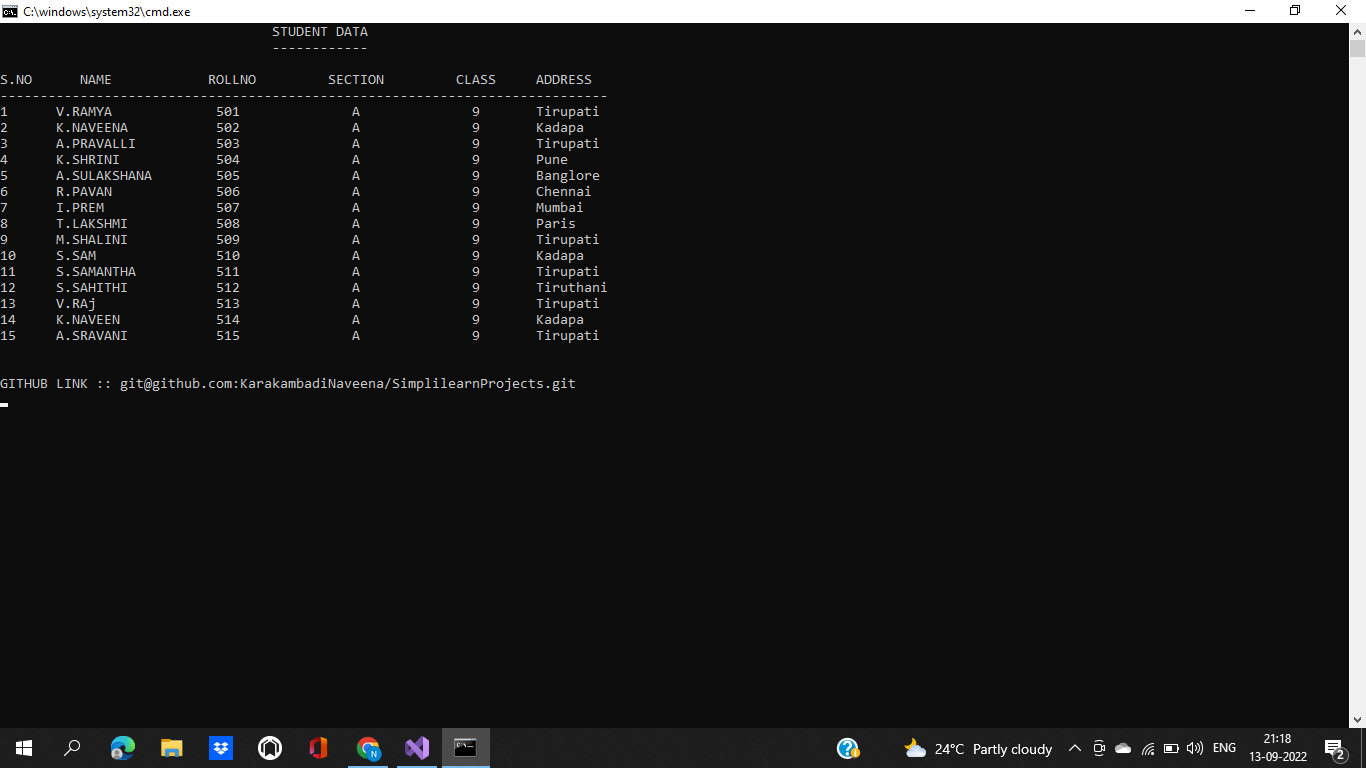 C:\windows\system32\cmd.exe
STUDENT DATA
------------
S.NO NAME ROLLNO SECTION CLASS ADDRESS
----------------------------------------------------------------------------
1 V.RAMYA 501 A 9 Tirupati
2 K.NAVEENA 502 A 9 Kadapa
3 A.PRAVALLI 503 A 9 Tirupati
4 K.SHRINI 504 A 9 Pune
5 A.SULAKSHANA 505 A 9 Banglore
6 R.PAVAN 506 A 9 Chennai
7 I.PREM 507 A 9 Mumbai
8 T.LAKSHMI 508 A 9 Paris
9 M.SHALINI 509 A 9 Tirupati
10 S.SAM 510 A 9 Kadapa
11 S.SAMANTHA 511 A 9 Tirupati
12 S.SAHITHI 512 A 9 Tiruthani
13 V.RAj 513 A 9 Tirupati
14 K.NAVEEN 514 A 9 Kadapa
15 A.SRAVANI 515 A 9 Tirupati
GITHUB LINK :: git@github.com:KarakambadiNaveena/SimplilearnProjects.git
24°C Partly cloudy ENG 21:18
13-09-2022 2